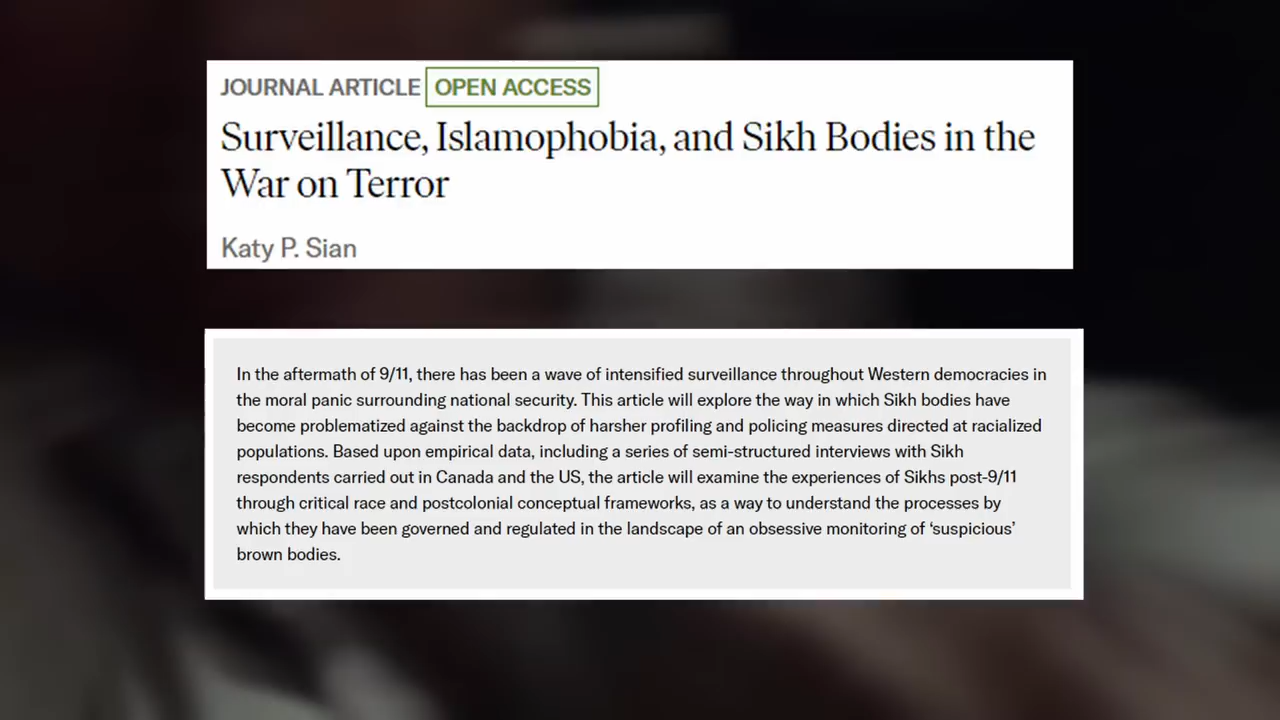 JOURNAL ARTICLE OPEN ACCESS
Surveillance, Islamophobia, and Sikh Bodies in the
War on Terror
Katy P. Sian
In the aftermath of 9/11, there has been a wave of intensified surveillance throughout Western democracies in
the moral panic surrounding national security. This article will explore the way in which Sikh bodies have
become problematized against the backdrop of harsher profiling and policing measures directed at racialized
populations. Based upon empirical data, including a series of semi-structured interviews with Sikh
respondents carried out in Canada and the US, the article will examine the experiences of Sikhs post-9/11
through critical race and postcolonial conceptual frameworks, as a way to understand the processes by
which they have been governed and regulated in the landscape of an obsessive monitoring of ‘suspicious’
brown bodies.